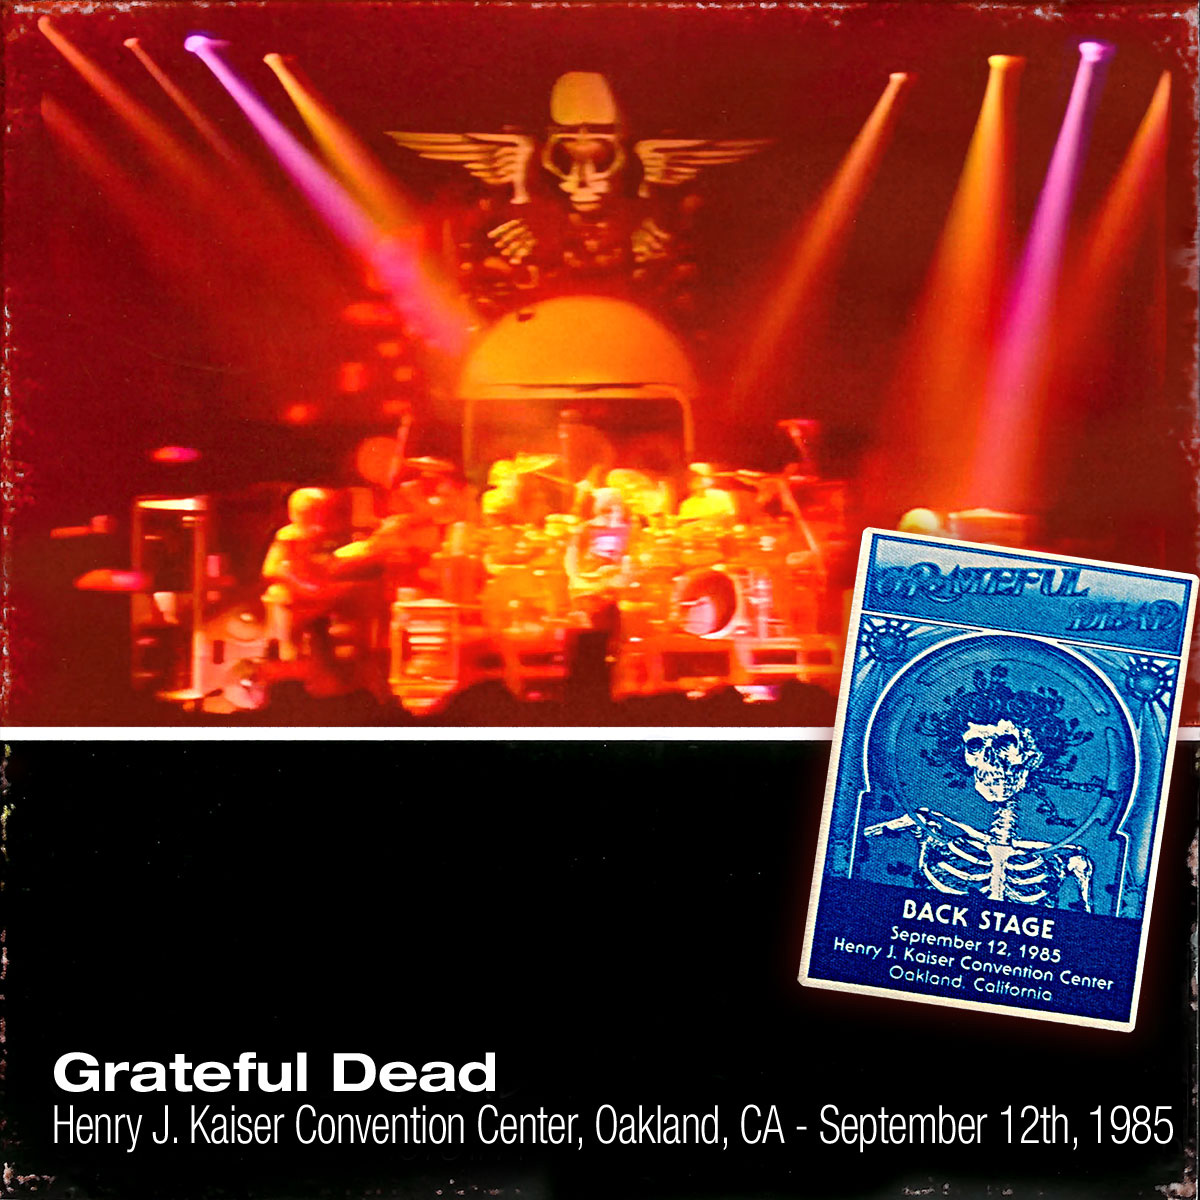 GRATEFUL
DEAD
BACK STAGE
September 12, 1985
Henry J. Kaiser Convention Center
Oakland, California
Grateful Dead
Henry J. Kaiser Convention Center, Oakland, CA - September 12th, 1985